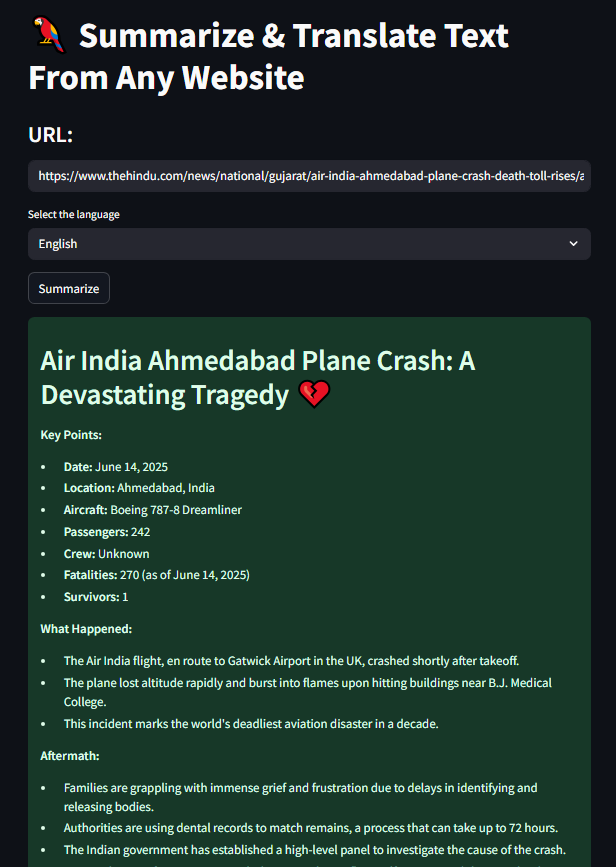 🦜 Summarize & Translate Text
From Any Website
URL:
https://www.thehindu.com/news/national/gujarat/air-india-ahmedabad-plane-crash-death-toll-rises/a
Select the language
English
Summarize
Air India Ahmedabad Plane Crash: A
Devastating Tragedy 💔
Key Points:
• Date: June 14, 2025
• Location: Ahmedabad, India
• Aircraft: Boeing 787-8 Dreamliner
• Passengers: 242
• Crew: Unknown
• Fatalities: 270 (as of June 14, 2025)
• Survivors: 1
What Happened:
• The Air India flight, en route to Gatwick Airport in the UK, crashed shortly after takeoff.
• The plane lost altitude rapidly and burst into flames upon hitting buildings near B.J. Medical
College.
• This incident marks the world's deadliest aviation disaster in a decade.
Aftermath:
• Families are grappling with immense grief and frustration due to delays in identifying and
releasing bodies.
• Authorities are using dental records to match remains, a process that can take up to 72 hours.
• The Indian government has established a high-level panel to investigate the cause of the crash.